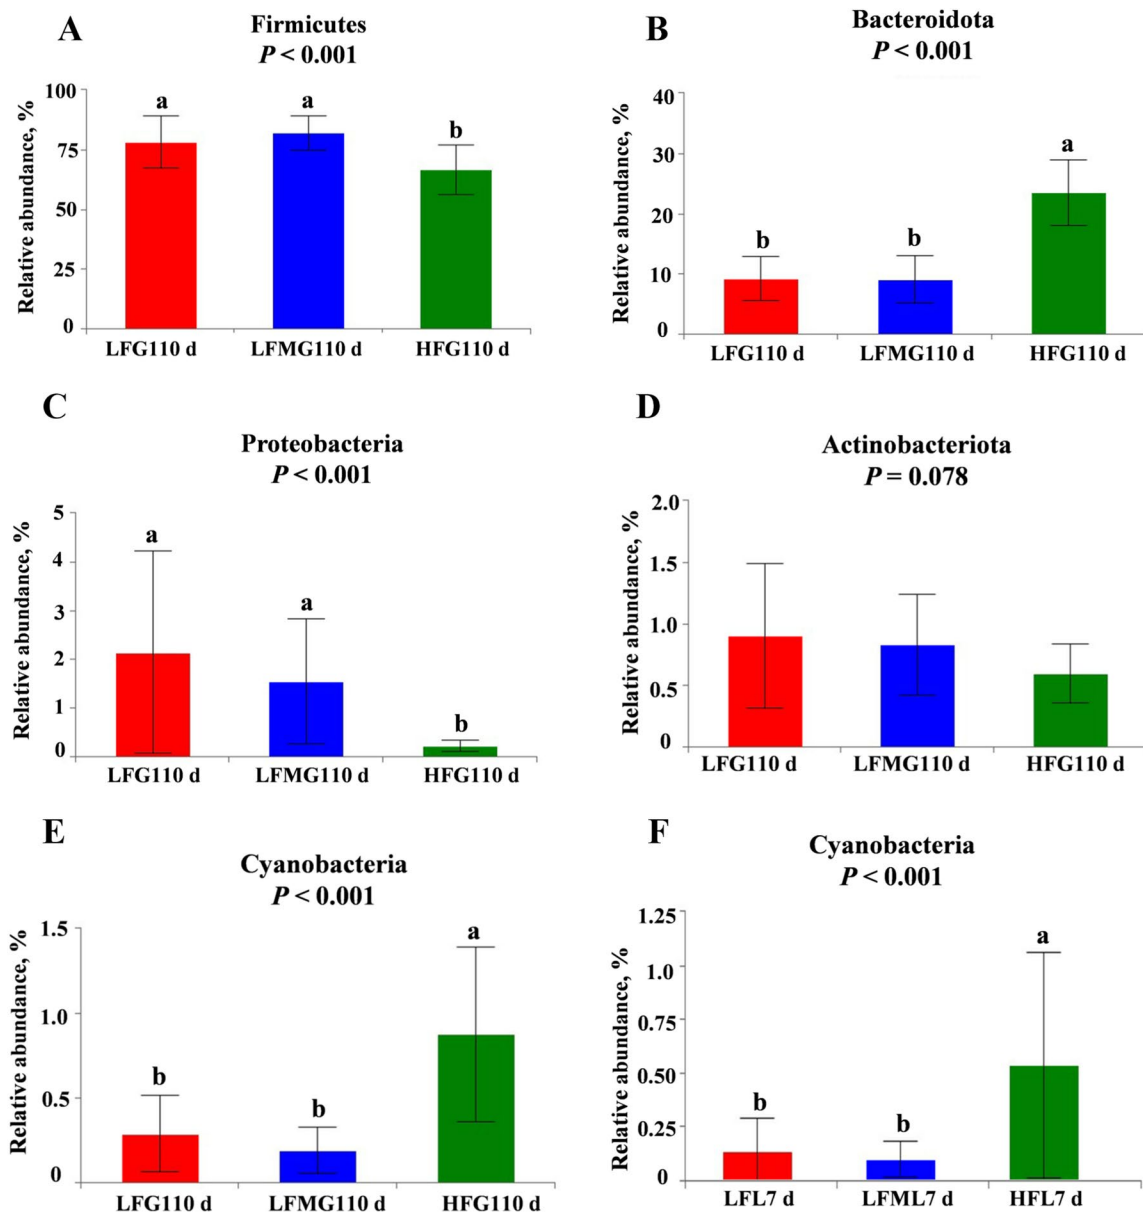 A
Firmicutes
P < 0.001
Relative abundance, %
100
75
50
25
0
a
a
b
LFG110 d
LFMG110 d
HFG110 d
B
Bacteroidota
P < 0.001
Relative abundance, %
40
30
20
10
0
b
b
a
LFG110 d
LFMG110 d
HFG110 d
C
Proteobacteria
P < 0.001
Relative abundance, %
5
4
3
2
1
0
a
a
b
LFG110 d
LFMG110 d
HFG110 d
D
Actinobacteriota
P = 0.078
Relative abundance, %
2.0
1.5
1.0
0.5
0
LFG110 d
LFMG110 d
HFG110 d
E
Cyanobacteria
P < 0.001
Relative abundance, %
1.5
1.0
0.5
0
b
b
a
LFG110 d
LFMG110 d
HFG110 d
F
Cyanobacteria
P < 0.001
Relative abundance, %
1.25
1.0
0.75
0.50
0.25
0
b
b
a
LFL7 d
LFML7 d
HFL7 d